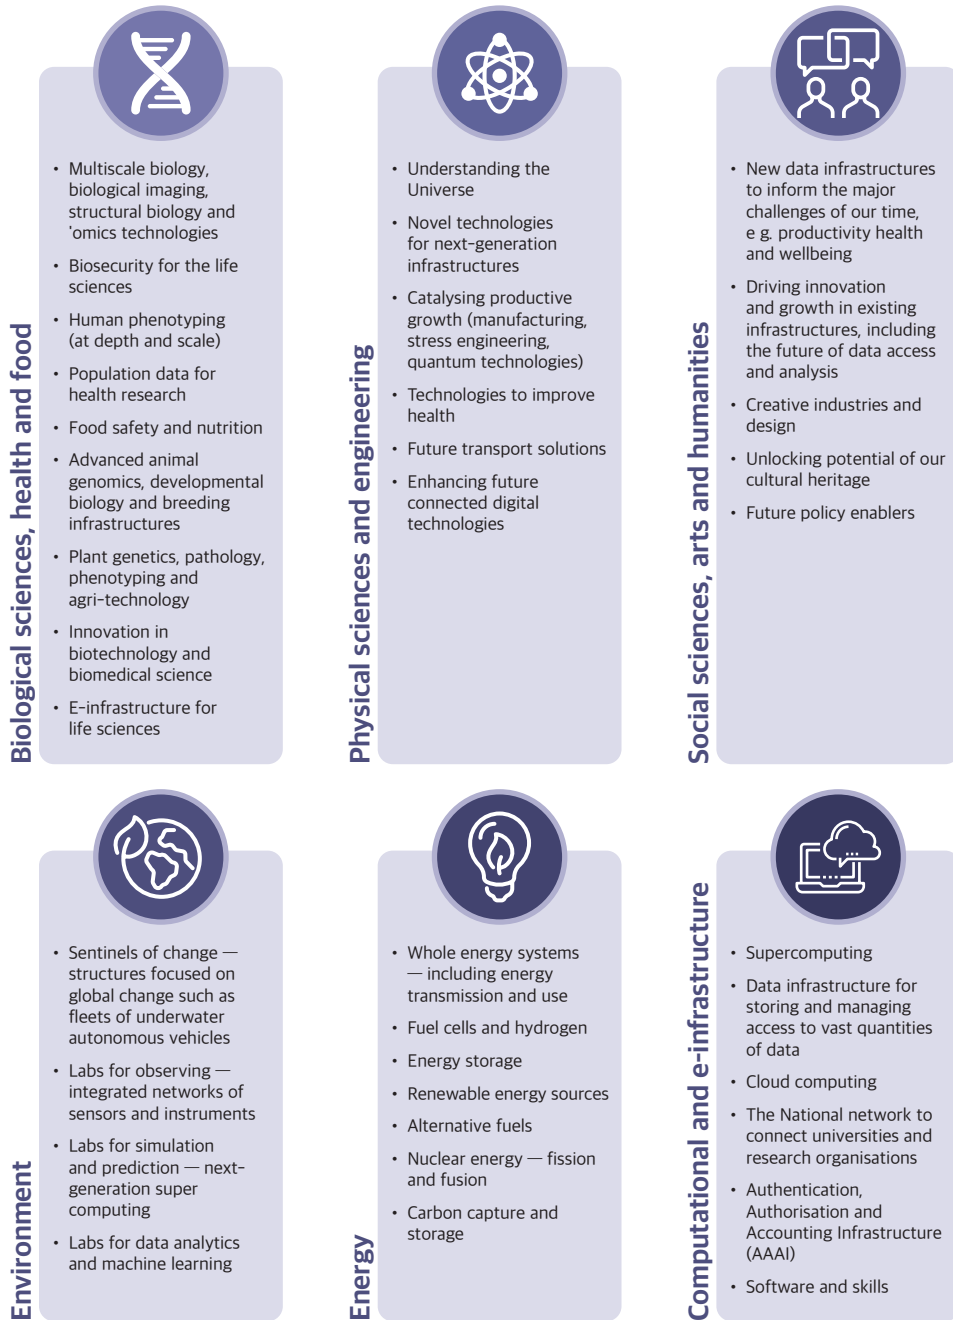 Biological sciences, health and food
• Multiscale biology,
biological imaging,
structural biology and
'omics technologies
• Biosecurity for the life
sciences
• Human phenotyping
(at depth and scale)
• Population data for
health research
• Food safety and nutrition
• Advanced animal
genomics, developmental
biology and breeding
infrastructures
• Plant genetics, pathology,
phenotyping and
agri-technology
• Innovation in
biotechnology and
biomedical science
• E-infrastructure for
life sciences
Physical sciences and engineering
• Understanding the
Universe
• Novel technologies
for next-generation
infrastructures
• Catalysing productive
growth (manufacturing,
stress engineering,
quantum technologies)
• Technologies to improve
health
• Future transport solutions
• Enhancing future
connected digital
technologies
Social sciences, arts and humanities
• New data infrastructures
to inform the major
challenges of our time,
e g. productivity health
and wellbeing
• Driving innovation
and growth in existing
infrastructures, including
the future of data access
and analysis
• Creative industries and
design
• Unlocking potential of our
cultural heritage
• Future policy enablers
Environment
• Sentinels of change —
structures focused on
global change such as
fleets of underwater
autonomous vehicles
• Labs for observing —
integrated networks of
sensors and instruments
• Labs for simulation
and prediction — next-
generation super
computing
• Labs for data analytics
and machine learning
Energy
• Whole energy systems
— including energy
transmission and use
• Fuel cells and hydrogen
• Energy storage
• Renewable energy sources
• Alternative fuels
• Nuclear energy — fission
and fusion
• Carbon capture and
storage
Computational and e-infrastructure
• Supercomputing
• Data infrastructure for
storing and managing
access to vast quantities
of data
• Cloud computing
• The National network to
connect universities and
research organisations
• Authentication,
Authorisation and
Accounting Infrastructure
(AAAI)
• Software and skills